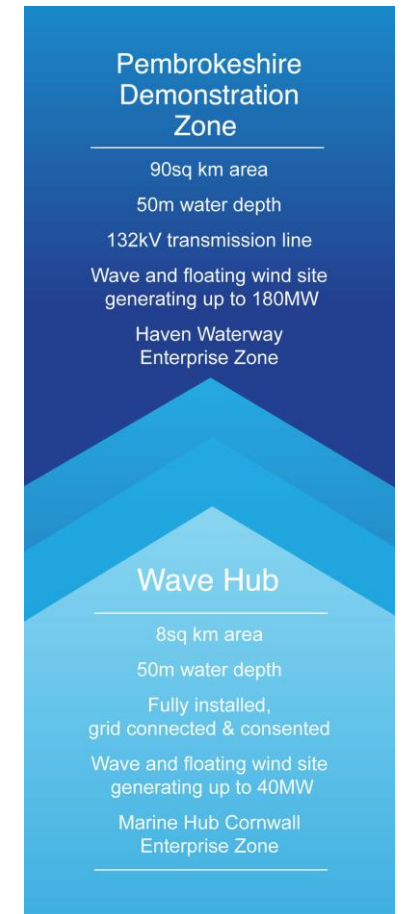 Pembrokeshire
Demonstration
Zone
90sq km area
50m water depth
132kV transmission line
Wave and floating wind site
generating up to 180MW
Haven Waterway
Enterprise Zone
Wave Hub
8sq km area
50m water depth
Fully installed,
grid connected & consented
Wave and floating wind site
generating up to 40MW
Marine Hub Cornwall
Enterprise Zone